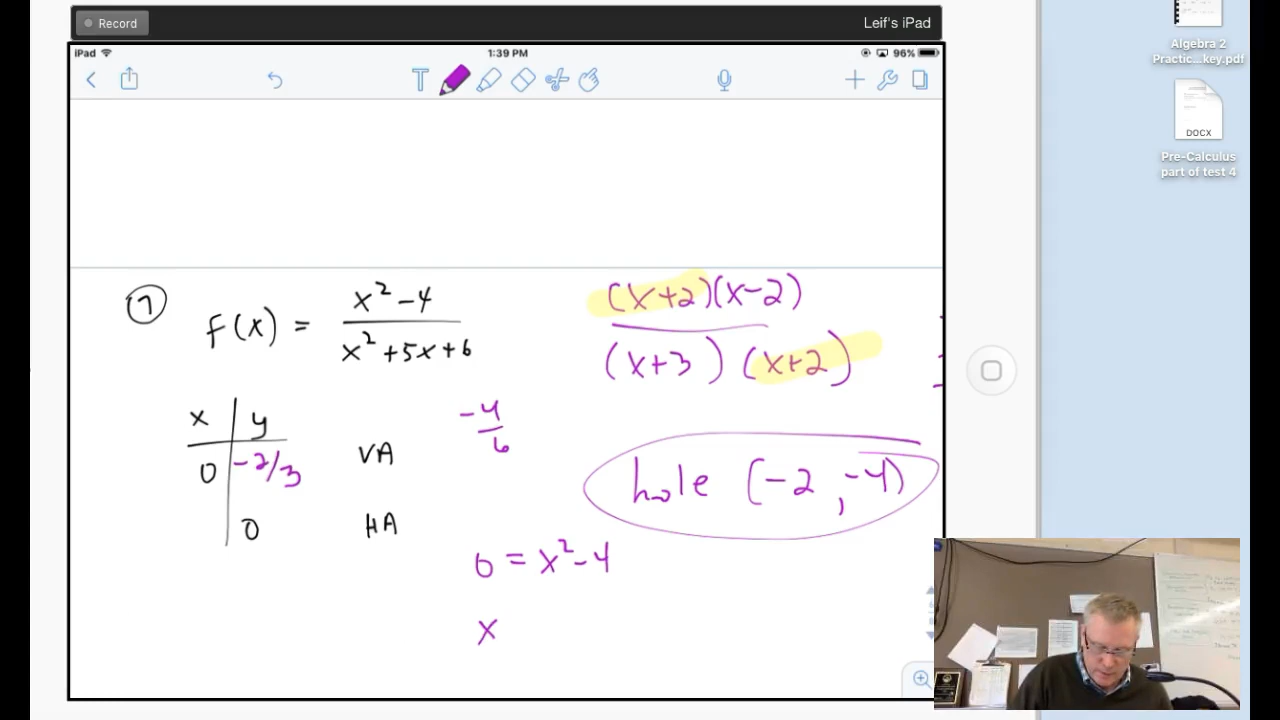 Record
Leif's iPad
iPad
1:39 PM
96%
T
Algebra 2
Practic...key.pdf
DOCX
Pre-Calculus
part of test 4
7
F(x) = x² - 4 / x² + 5x + 6
(x+2)(x-2)
(x+3)(x+2)
x | y
0 | -2/3
0
VA
HA
-4/6
hole (-2, -4)
0 = x² - 4
x